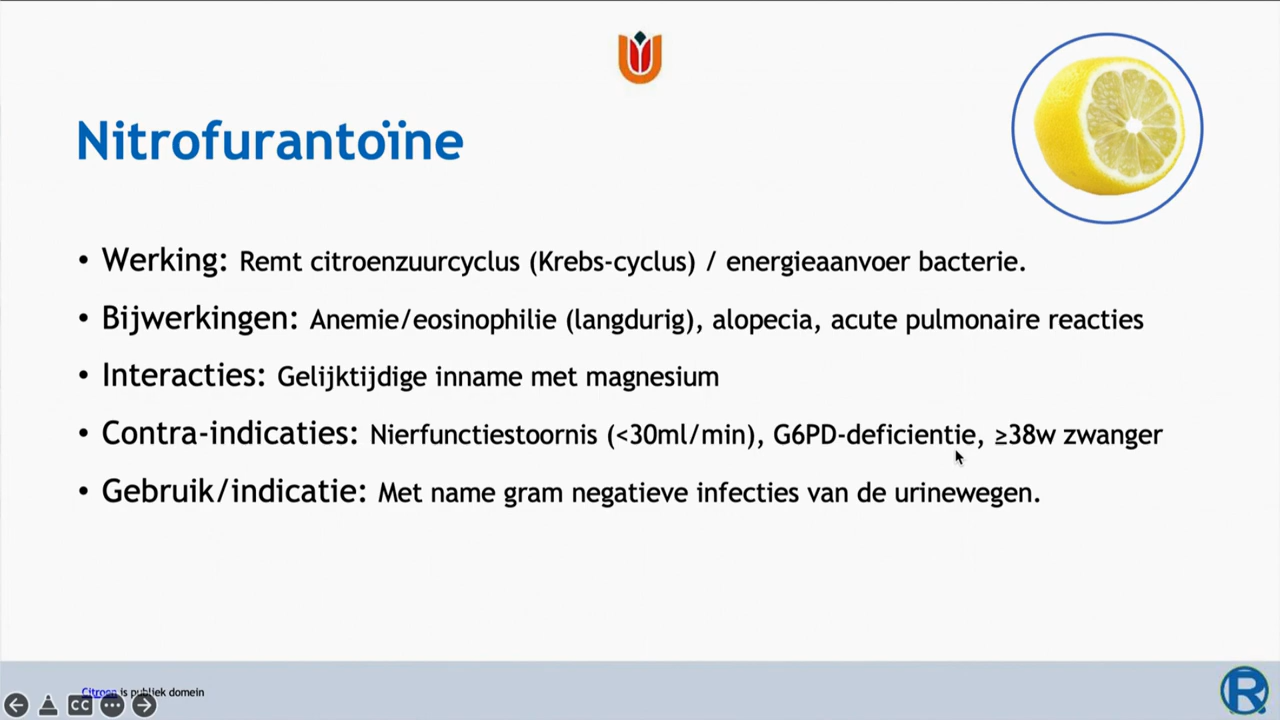 Nitrofurantoïne
• Werking: Remt citroenzuurcyclus (Krebs-cyclus) / energieaanvoer bacterie.
• Bijwerkingen: Anemie/eosinophilie (langdurig), alopecia, acute pulmonaire reacties
• Interacties: Gelijktijdige inname met magnesium
• Contra-indicaties: Nierfunctiestoornis (<30ml/min), G6PD-deficientie, ≥38w zwanger
• Gebruik/indicatie: Met name gram negatieve infecties van de urinewegen.
Citroen is publiek domein
CC
R